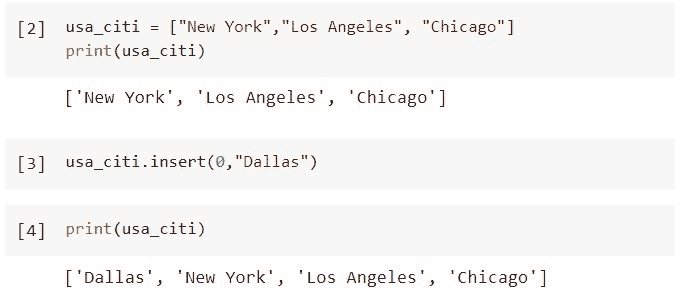 [2] usa_citi = ["New York","Los Angeles", "Chicago"]
print(usa_citi)
['New York', 'Los Angeles', 'Chicago']
[3] usa_citi.insert(0,"Dallas")
[4] print(usa_citi)
['Dallas', 'New York', 'Los Angeles', 'Chicago']